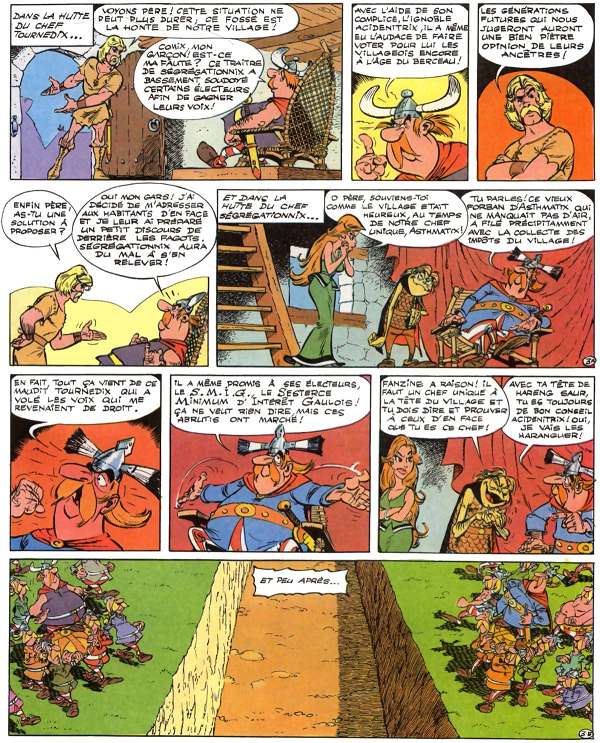 DANS LA HUTTE
DU CHEF
TOURNEDIX...
VOYONS PÈRE! CETTE SITUATION NE
PEUT PLUS DURER, CE FOSSÉ EST
LA HONTE DE NOTRE VILLAGE!
COMIX, MON
GARÇON! EST-CE
MA FAUTE? CE TRAÎTRE
DE SÉGRÉGATIONNIX
A BASSEMENT SOUDOYÉ
CERTAINS ÉLECTEURS
AFIN DE GAGNER
LEURS VOIX!
AVEC L'AIDE DE SON
COMPLICE, L'IGNOBLE
ACIDENITRIX, IL A MÊME
EU L'AUDACE DE FAIRE
VOTER POUR LUI LES
VILLAGEOIS ENCORE
À L'ÂGE DU BERCEAU!
LES GÉNÉRATIONS
FUTURES QUI NOUS
JUGERONT AURONT
UNE BIEN PIÈTRE
OPINION DE LEURS
ANCÊTRES!
ENFIN PÈRE,
AS-TU UNE
SOLUTION À
PROPOSER?
OUI MON GARS! J'AI
DÉCIDÉ DE M'ADRESSER
AUX HABITANTS D'EN FACE
ET JE LEUR AI PRÉPARÉ
UN PETIT DISCOURS DE
DERRIÈRE LES FAGOTS.
SÉGRÉGATIONNIX AURA
DU MAL À S'EN
RELEVER!
ET DANS LA
HUTTE DU CHEF
SÉGRÉGATIONNIX...
O PÈRE, SOUVIENS-TOI
COMME LE VILLAGE ÉTAIT
HEUREUX, AU TEMPS
DE NOTRE CHEF
UNIQUE, ASTHMATIX!
TU PARLES! CE VIEUX
FORBAN D'ASTHMATIX QUI
NE MANQUAIT PAS D'AIR,
A FILÉ PRÉCIPITAMMENT
AVEC LA COLLECTE DES
IMPÔTS DU VILLAGE!
3A
EN FAIT, TOUT ÇA VIENT DE CE
MAUDIT TOURNEDIX QUI A
VOLÉ LES VOIX QUI ME
REVENAIENT DE DROIT.
IL A MÊME PROMIS À SES ÉLECTEURS,
LE S.M.I.G., LE SESTERCE
MINIMUM D'INTÉRÊT GAULOIS!
ÇA NE VEUT RIEN DIRE, MAIS CES
ABRUTIS ONT MARCHÉ!
FANZINE A RAISON! IL
FAUT UN CHEF UNIQUE À
LA TÊTE DU VILLAGE ET
TU DOIS DIRE ET PROUVER
À CEUX D'EN FACE
QUE TU ES CE CHEF!
AVEC TA TÊTE DE
HARENG SAUR,
TU ES TOUJOURS
DE BON CONSEIL
ACIDENITRIX! OUI,
JE VAIS LES
HARANGUER!
ET PEU APRÈS...
3B